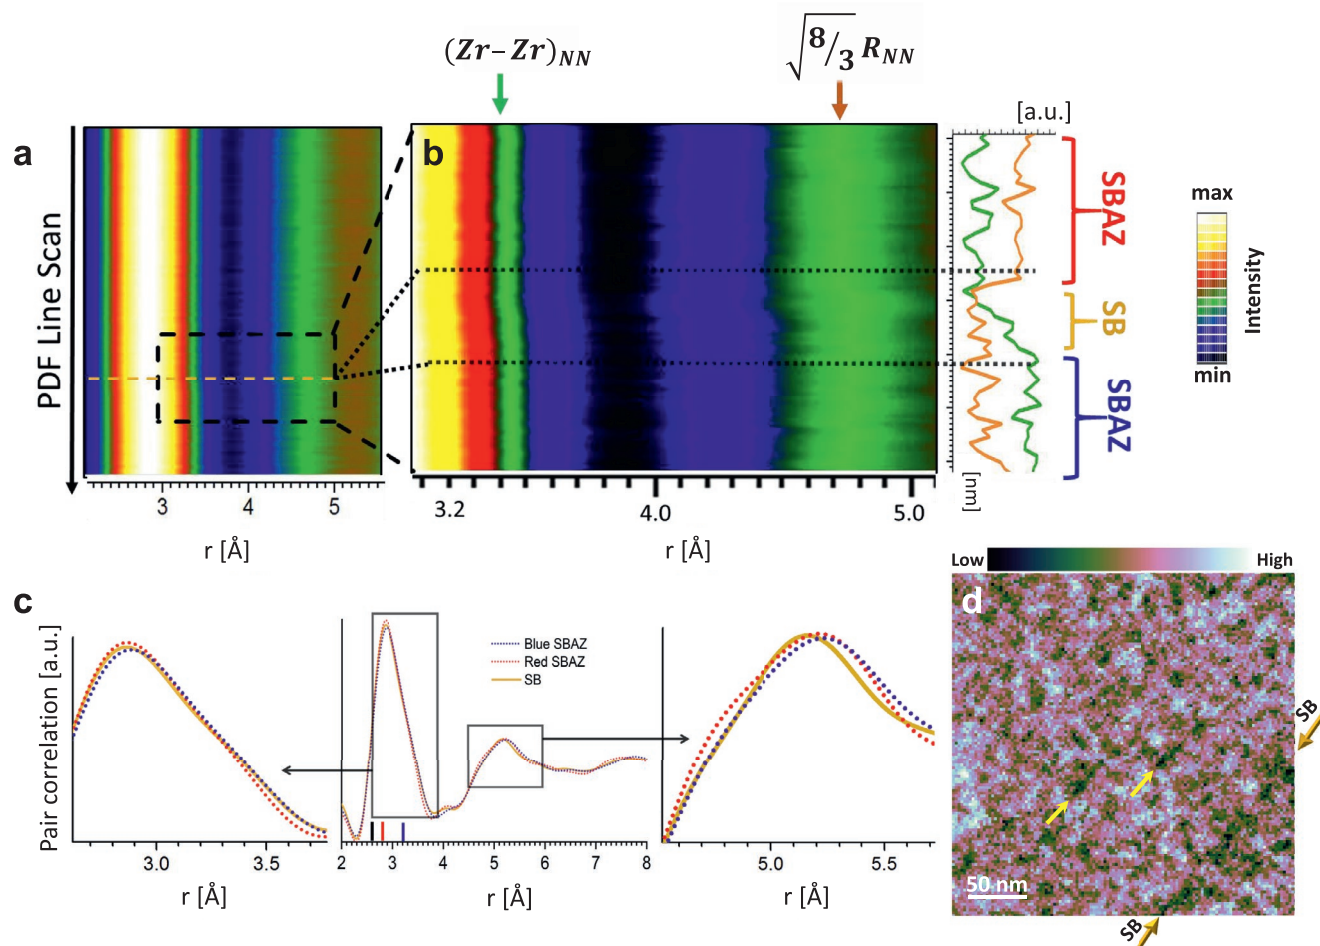 (Zr–Zr)NN
√8/3 RNN
[a.u.]
a
b
PDF Line Scan
SBAZ
SB
SBAZ
max
Intensity
min
[nm]
3 4 5
r [Å]
3.2 4.0 5.0
r [Å]
c
Pair correlation [a.u.]
3.0 3.5
r [Å]
Blue SBAZ
Red SBAZ
SB
2 3 4 5 6 7 8
r [Å]
5.0 5.5
r [Å]
Low High
d
SB
50 nm
SB